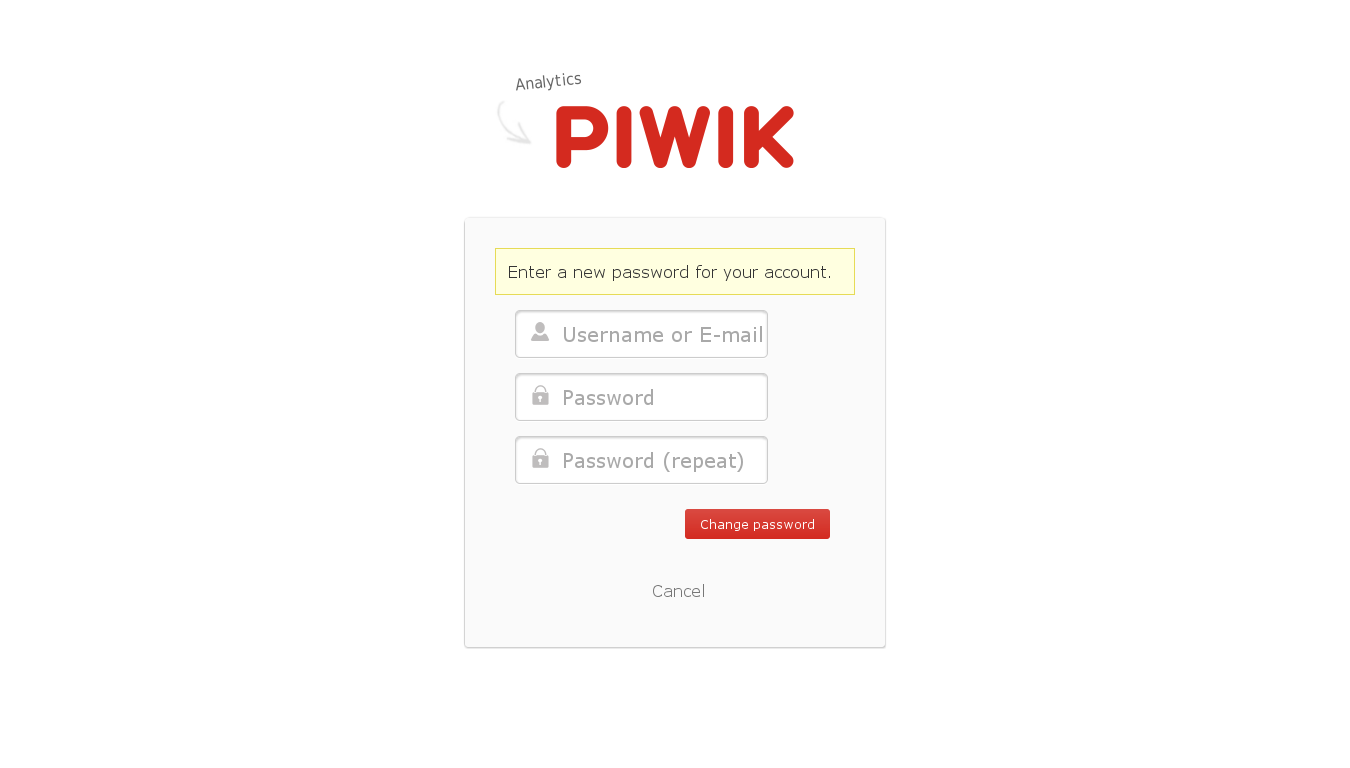 Analytics
PIWIK
Enter a new password for your account.
Username or E-mail
Password
Password (repeat)
Change password
Cancel